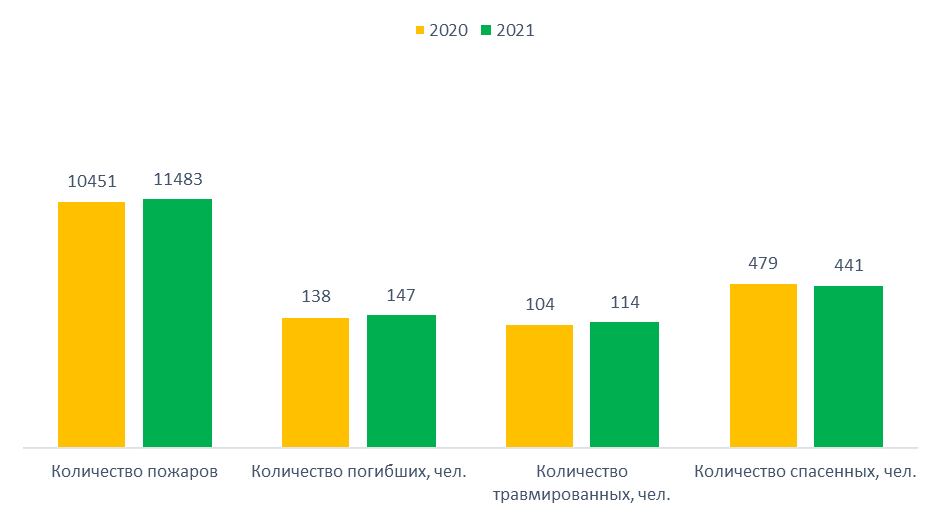 2020 2021
10451 11483
138 147
104 114
479 441
Количество пожаров
Количество погибших, чел.
Количество
травмированных, чел.
Количество спасенных, чел.